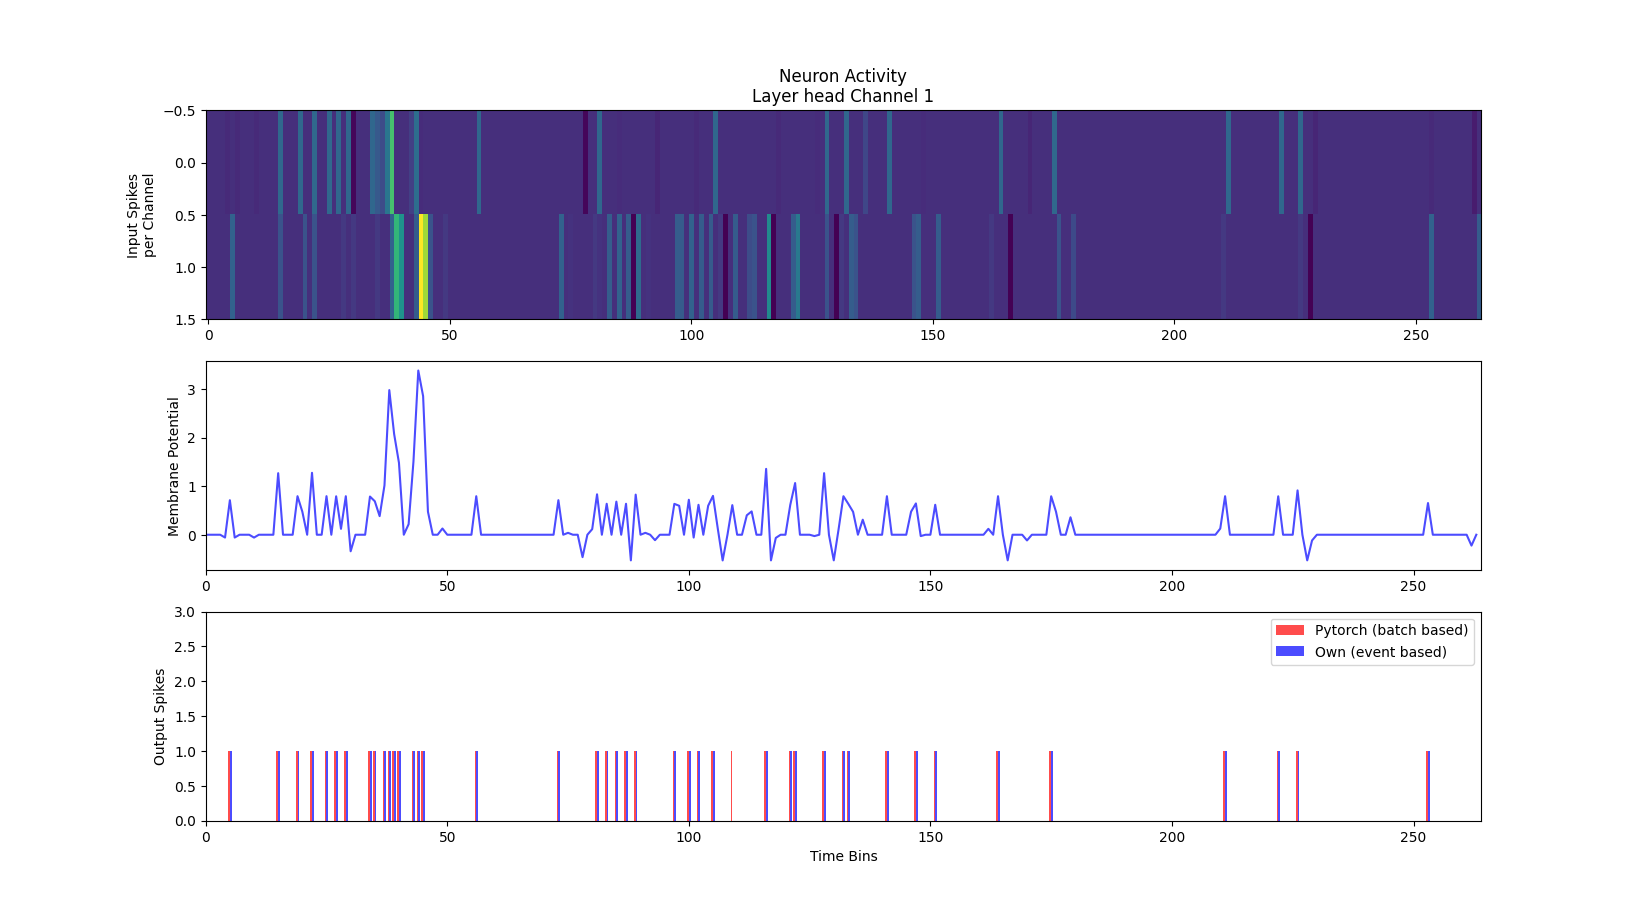 Neuron Activity
Layer head Channel 1
Input Spikes
per Channel
−0.5
0.0
0.5
1.0
1.5
0 50 100 150 200 250
Membrane Potential
3
2
1
0
0 50 100 150 200 250
Output Spikes
3.0
2.5
2.0
1.5
1.0
0.5
0.0
Pytorch (batch based)
Own (event based)
0 50 100 150 200 250
Time Bins